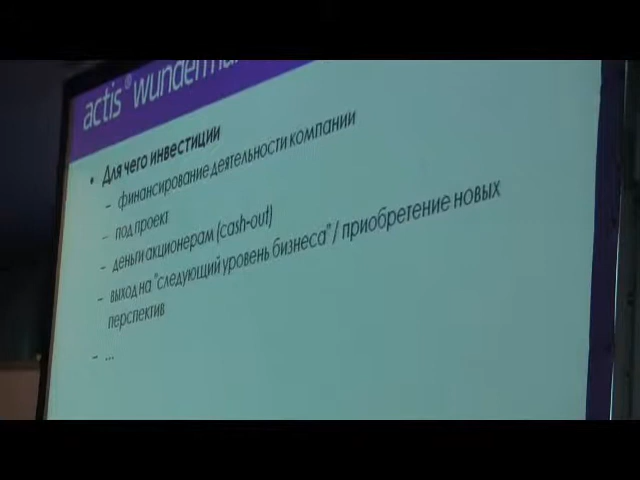 actis® wunderman
• Для чего инвестиции
– финансирование деятельности компании
– под проект
– деньги акционерам (cash-out)
– выход на "следующий уровень бизнеса" / приобретение новых
перспектив
– ...